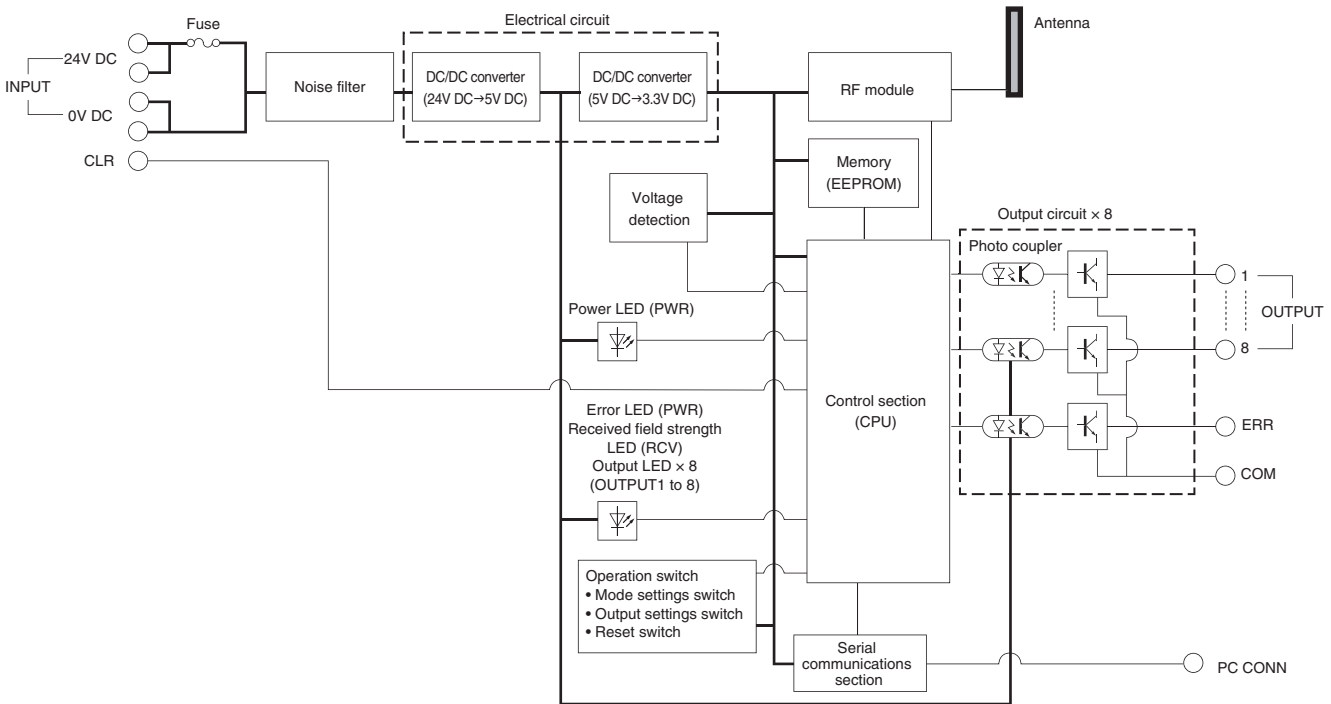 Fuse
Electrical circuit
Antenna
24V DC
INPUT
0V DC
CLR
Noise filter
DC/DC converter
(24V DC→5V DC)
DC/DC converter
(5V DC→3.3V DC)
RF module
Memory
(EEPROM)
Voltage
detection
Output circuit × 8
Photo coupler
1
OUTPUT
8
Power LED (PWR)
Control section
(CPU)
Error LED (PWR)
Received field strength
LED (RCV)
Output LED × 8
(OUTPUT1 to 8)
ERR
COM
Operation switch
• Mode settings switch
• Output settings switch
• Reset switch
Serial
communications
section
PC CONN